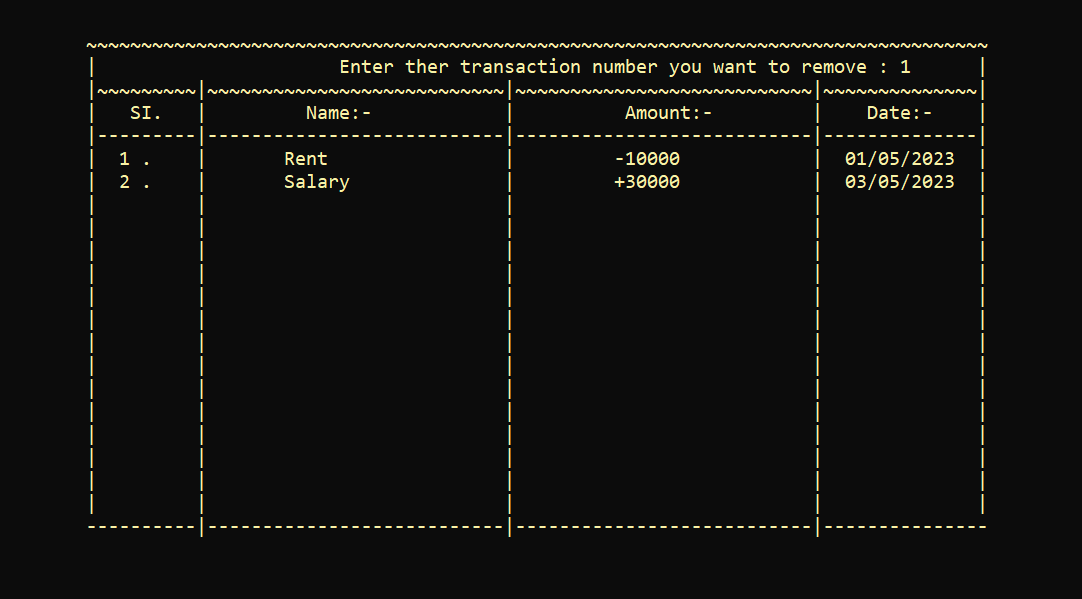 Enter ther transaction number you want to remove : 1
SI. Name:- Amount:- Date:-
1 . Rent -10000 01/05/2023
2 . Salary +30000 03/05/2023